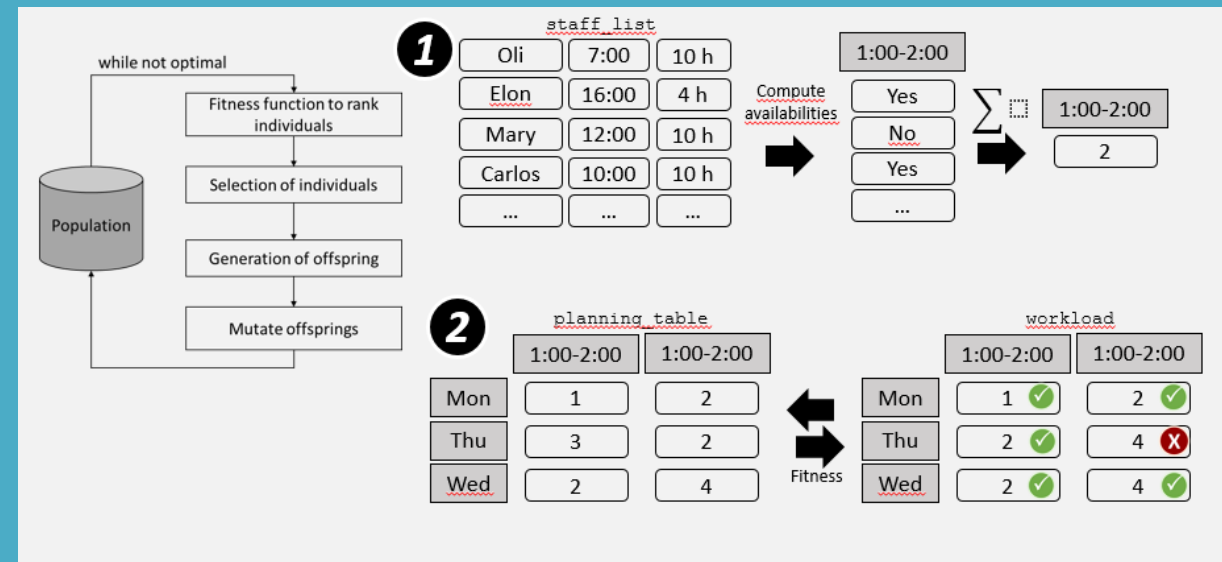 while not optimal
Fitness function to rank
individuals
Selection of individuals
Generation of offspring
Mutate offsprings
Population
1
staff_list
Oli 7:00 10 h
Elon 16:00 4 h
Mary 12:00 10 h
Carlos 10:00 10 h
... ... ...
Compute
availabilities
1:00-2:00
Yes
No
Yes
...
∑
1:00-2:00
2
2
planning_table
1:00-2:00 1:00-2:00
Mon 1 2
Thu 3 2
Wed 2 4
Fitness
workload
1:00-2:00 1:00-2:00
Mon 1 2
Thu 2 4 X
Wed 2 4